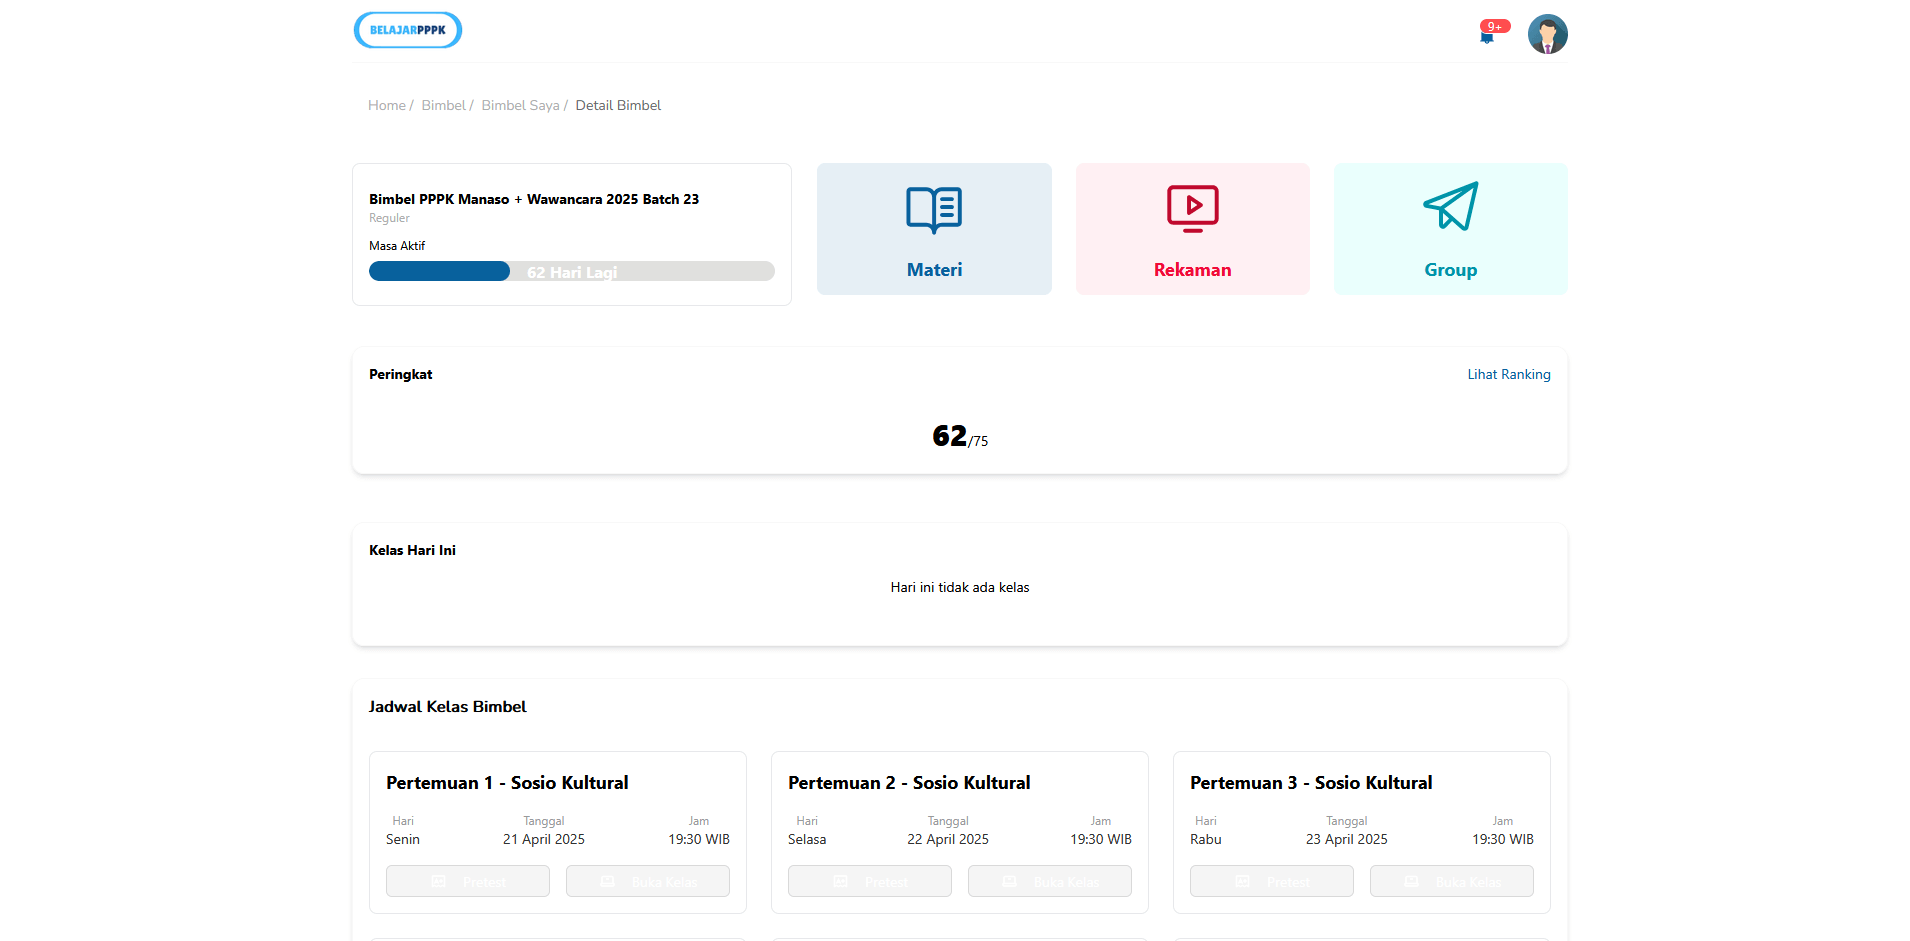 BELAJARPPPK
9+
Home / Bimbel / Bimbel Saya / Detail Bimbel
Bimbel PPPK Manaso + Wawancara 2025 Batch 23
Reguler
Masa Aktif
62 Hari Lagi
Materi
Rekaman
Group
Peringkat
Lihat Ranking
62/75
Kelas Hari Ini
Hari ini tidak ada kelas
Jadwal Kelas Bimbel
Pertemuan 1 - Sosio Kultural
Hari Tanggal Jam
Senin 21 April 2025 19:30 WIB
Pretest Buka Kelas
Pertemuan 2 - Sosio Kultural
Hari Tanggal Jam
Selasa 22 April 2025 19:30 WIB
Pretest Buka Kelas
Pertemuan 3 - Sosio Kultural
Hari Tanggal Jam
Rabu 23 April 2025 19:30 WIB
Pretest Buka Kelas